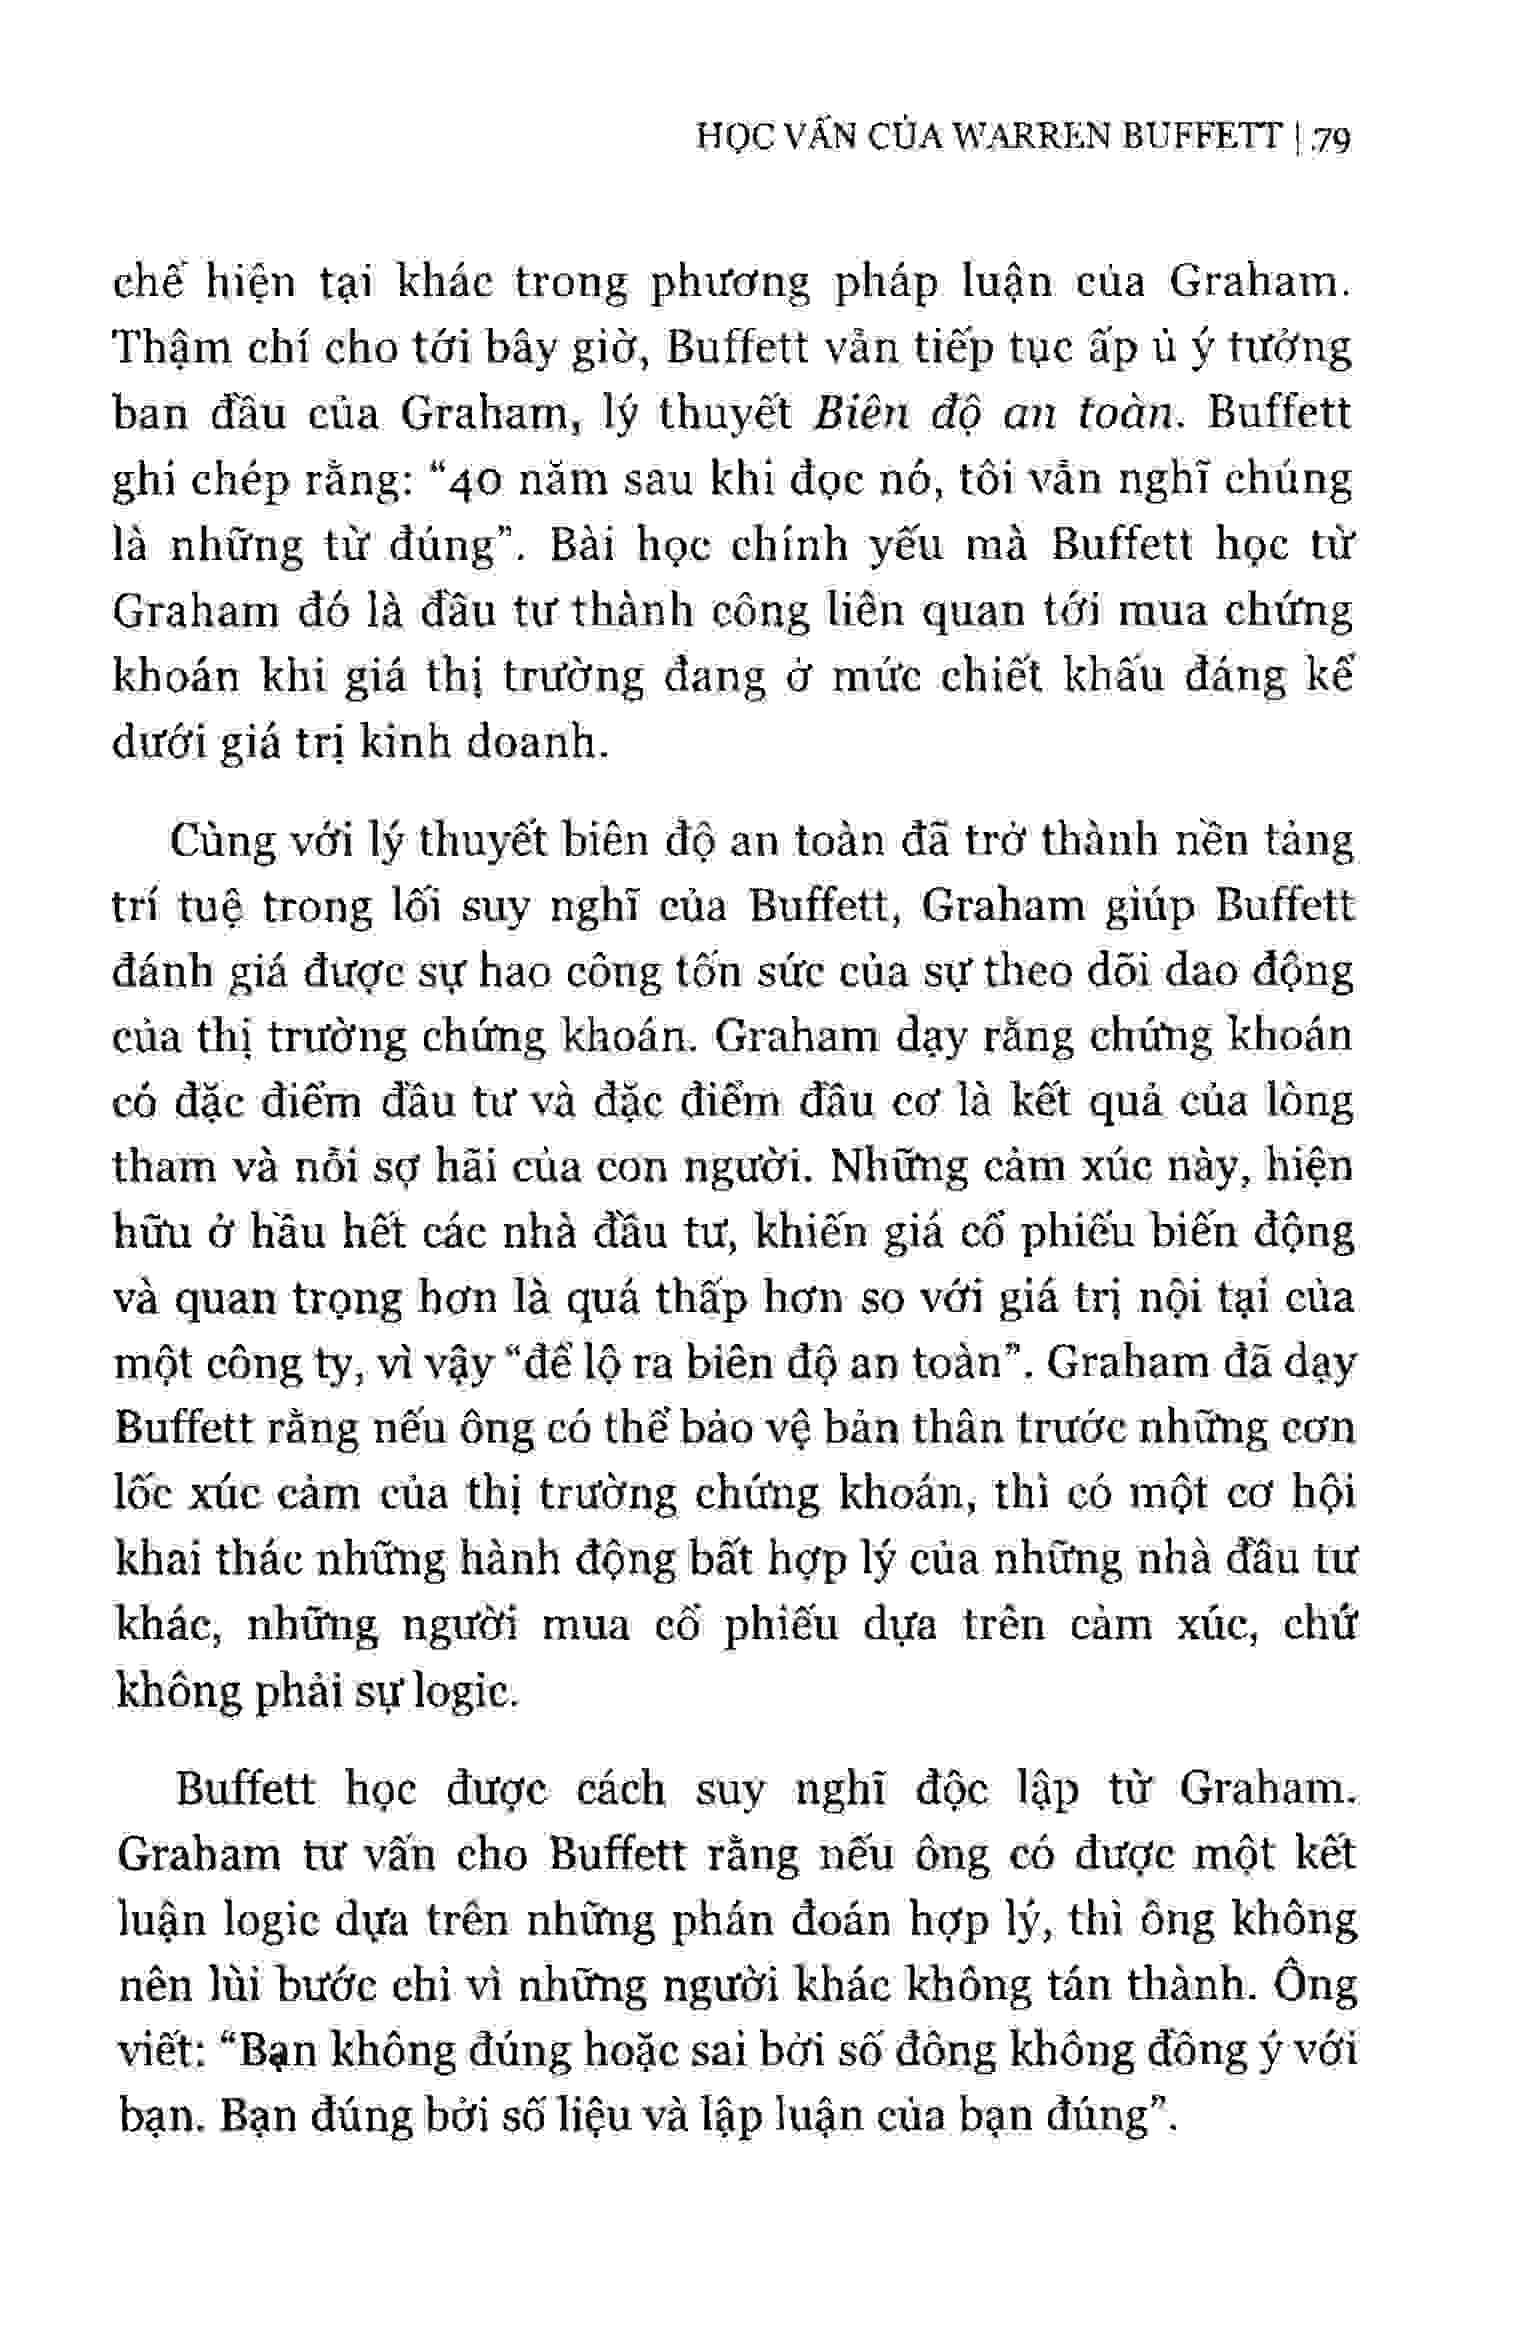 HỌC VẤN CỦA WARREN BUFFETT | 79
chế hiện tại khác trong phương pháp luận của Graham.
Thậm chí cho tới bây giờ, Buffett vẫn tiếp tục ấp ủ ý tưởng
ban đầu của Graham, lý thuyết Biên độ an toàn. Buffett
ghi chép rằng: “40 năm sau khi đọc nó, tôi vẫn nghĩ chúng
là những từ đúng”. Bài học chính yếu mà Buffett học từ
Graham đó là đầu tư thành công liên quan tới mua chứng
khoán khi giá thị trường đang ở mức chiết khấu đáng kể
dưới giá trị kinh doanh.
Cùng với lý thuyết biên độ an toàn đã trở thành nền tảng
trí tuệ trong lối suy nghĩ của Buffett, Graham giúp Buffett
đánh giá được sự hao công tốn sức của sự theo dõi dao động
của thị trường chứng khoán. Graham dạy rằng chứng khoán
có đặc điểm đầu tư và đặc điểm đầu cơ là kết quả của lòng
tham và nỗi sợ hãi của con người. Những cảm xúc này, hiện
hữu ở hầu hết các nhà đầu tư, khiến giá cổ phiếu biến động
và quan trọng hơn là quá thấp hơn so với giá trị nội tại của
một công ty, vì vậy “để lộ ra biên độ an toàn”. Graham đã dạy
Buffett rằng nếu ông có thể bảo vệ bản thân trước những cơn
lốc xúc cảm của thị trường chứng khoán, thì có một cơ hội
khai thác những hành động bất hợp lý của những nhà đầu tư
khác, những người mua cổ phiếu dựa trên cảm xúc, chứ
không phải sự logic.
Buffett học được cách suy nghĩ độc lập từ Graham.
Graham tư vấn cho Buffett rằng nếu ông có được một kết
luận logic dựa trên những phán đoán hợp lý, thì ông không
nên lùi bước chỉ vì những người khác không tán thành. Ông
viết: “Bạn không đúng hoặc sai bởi số đông không đồng ý với
bạn. Bạn đúng bởi số liệu và lập luận của bạn đúng”.